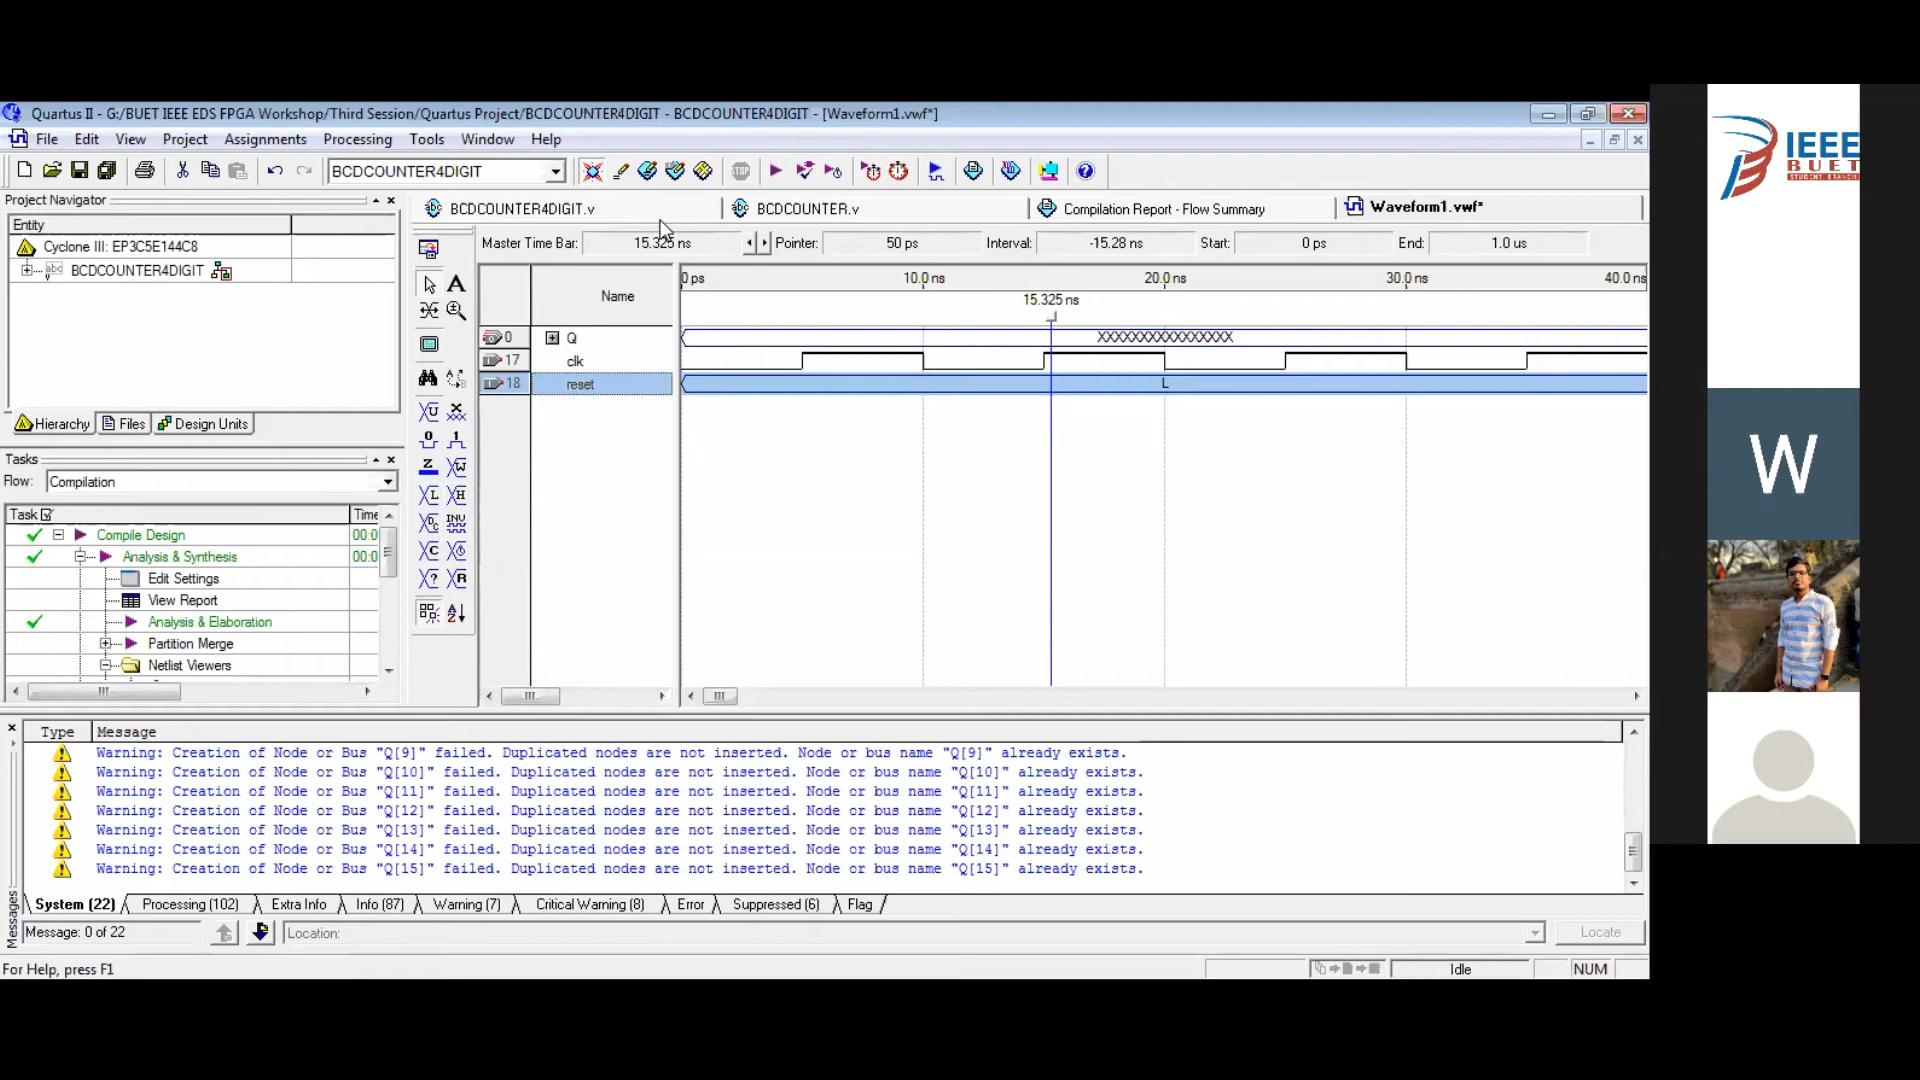 Quartus II - G:/BUET IEEE EDS FPGA Workshop/Third Session/Quartus Project/BCDCOUNTER4DIGIT - BCDCOUNTER4DIGIT - [Waveform1.vwf*]
File Edit View Project Assignments Processing Tools Window Help
BCDCOUNTER4DIGIT
Project Navigator
BCDCOUNTER4DIGIT.v
BCDCOUNTER.v
Compilation Report - Flow Summary
Waveform1.vwf*
Entity
Cyclone III: EP3C5E144C8
BCDCOUNTER4DIGIT
Hierarchy Files Design Units
Master Time Bar: 15.325 ns Pointer: 50 ps Interval: -15.28 ns Start: 0 ps End: 1.0 us
Name
0 ps 10.0 ns 20.0 ns 30.0 ns 40.0 ns
15.325 ns
0 Q XXXXXXXXXXXXXXXX
17 clk
18 reset L
Tasks
Flow: Compilation
Task Time
Compile Design 00:0
Analysis & Synthesis 00:0
Edit Settings
View Report
Analysis & Elaboration
Partition Merge
Netlist Viewers
Type Message
Warning: Creation of Node or Bus "Q[9]" failed. Duplicated nodes are not inserted. Node or bus name "Q[9]" already exists.
Warning: Creation of Node or Bus "Q[10]" failed. Duplicated nodes are not inserted. Node or bus name "Q[10]" already exists.
Warning: Creation of Node or Bus "Q[11]" failed. Duplicated nodes are not inserted. Node or bus name "Q[11]" already exists.
Warning: Creation of Node or Bus "Q[12]" failed. Duplicated nodes are not inserted. Node or bus name "Q[12]" already exists.
Warning: Creation of Node or Bus "Q[13]" failed. Duplicated nodes are not inserted. Node or bus name "Q[13]" already exists.
Warning: Creation of Node or Bus "Q[14]" failed. Duplicated nodes are not inserted. Node or bus name "Q[14]" already exists.
Warning: Creation of Node or Bus "Q[15]" failed. Duplicated nodes are not inserted. Node or bus name "Q[15]" already exists.
System (22) Processing (102) Extra Info Info (87) Warning (7) Critical Warning (8) Error Suppressed (6) Flag
Messages
Message: 0 of 22
Location:
Locate
For Help, press F1
Idle
NUM
IEEE
BUET
STUDENT BRANCH
W